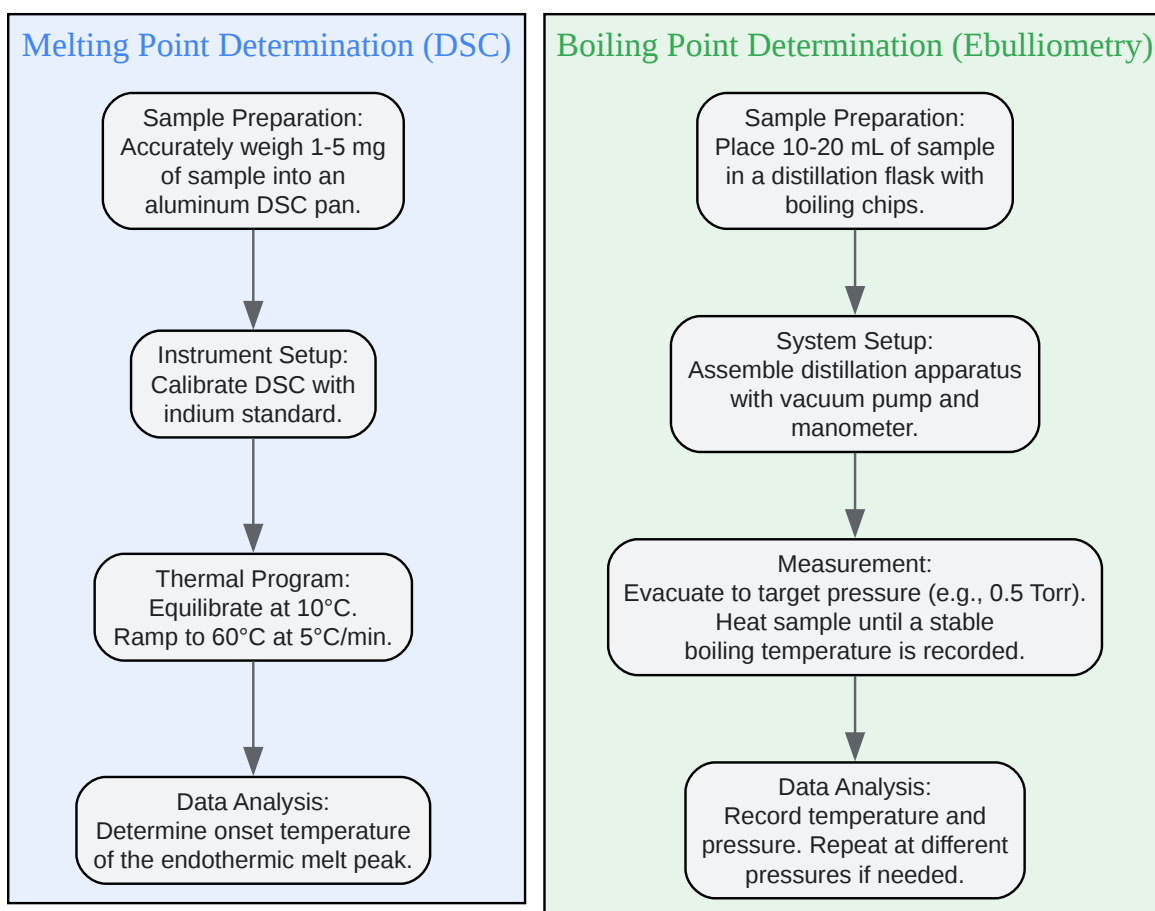 Melting Point Determination (DSC)
Sample Preparation:
Accurately weigh 1-5 mg
of sample into an
aluminum DSC pan.
Instrument Setup:
Calibrate DSC with
indium standard.
Thermal Program:
Equilibrate at 10°C.
Ramp to 60°C at 5°C/min.
Data Analysis:
Determine onset temperature
of the endothermic melt peak.
Boiling Point Determination (Ebulliometry)
Sample Preparation:
Place 10-20 mL of sample
in a distillation flask with
boiling chips.
System Setup:
Assemble distillation apparatus
with vacuum pump and
manometer.
Measurement:
Evacuate to target pressure (e.g., 0.5 Torr).
Heat sample until a stable
boiling temperature is recorded.
Data Analysis:
Record temperature and
pressure. Repeat at different
pressures if needed.